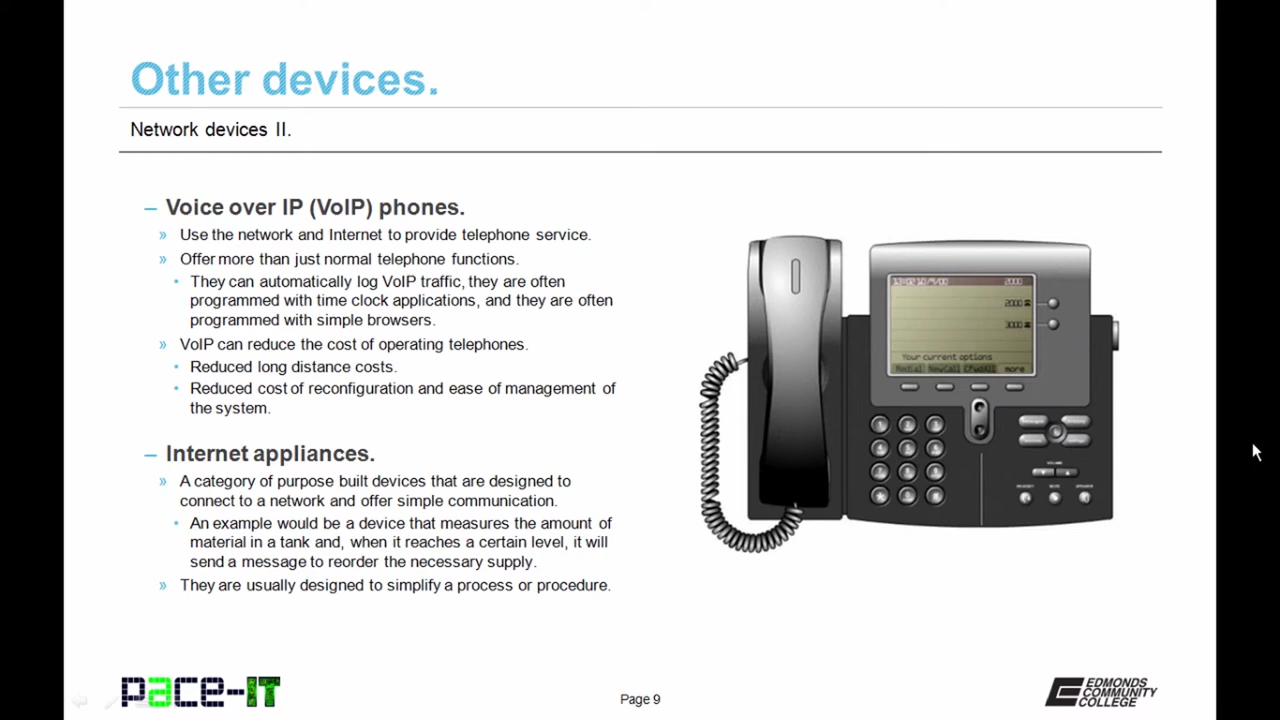 Other devices.
Network devices II.
– Voice over IP (VoIP) phones.
» Use the network and Internet to provide telephone service.
» Offer more than just normal telephone functions.
• They can automatically log VoIP traffic, they are often
programmed with time clock applications, and they are often
programmed with simple browsers.
» VoIP can reduce the cost of operating telephones.
• Reduced long distance costs.
• Reduced cost of reconfiguration and ease of management of
the system.
– Internet appliances.
» A category of purpose built devices that are designed to
connect to a network and offer simple communication.
• An example would be a device that measures the amount of
material in a tank and, when it reaches a certain level, it will
send a message to reorder the necessary supply.
» They are usually designed to simplify a process or procedure.
2000
2000
3000
Your current options
Redial NewCall CFwdAll more
VOLUME
pace-IT
Page 9
EDMONDS
COMMUNITY
COLLEGE